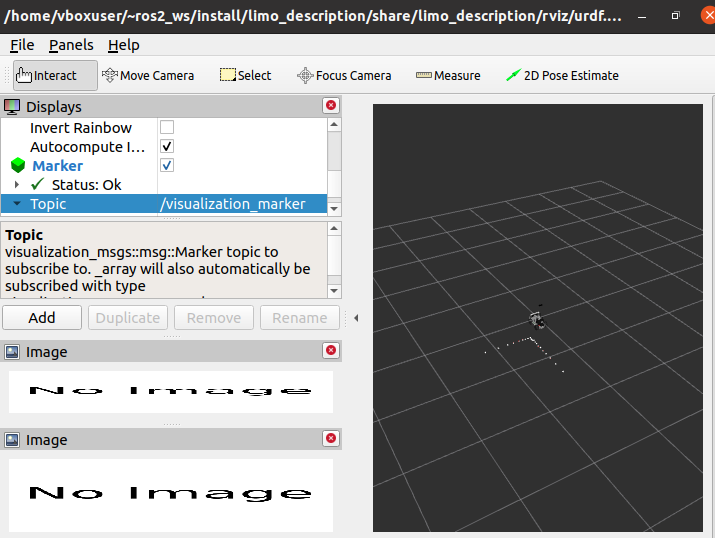 /home/vboxuser/~ros2_ws/install/limo_description/share/limo_description/rviz/urdf....
File Panels Help
Interact Move Camera Select Focus Camera Measure 2D Pose Estimate
Displays
Invert Rainbow
Autocompute I...
Marker
Status: Ok
Topic /visualization_marker
Topic
visualization_msgs::msg::Marker topic to
subscribe to. _array will also automatically be
subscribed with type
Add Duplicate Remove Rename
Image
No Image
Image
No Image